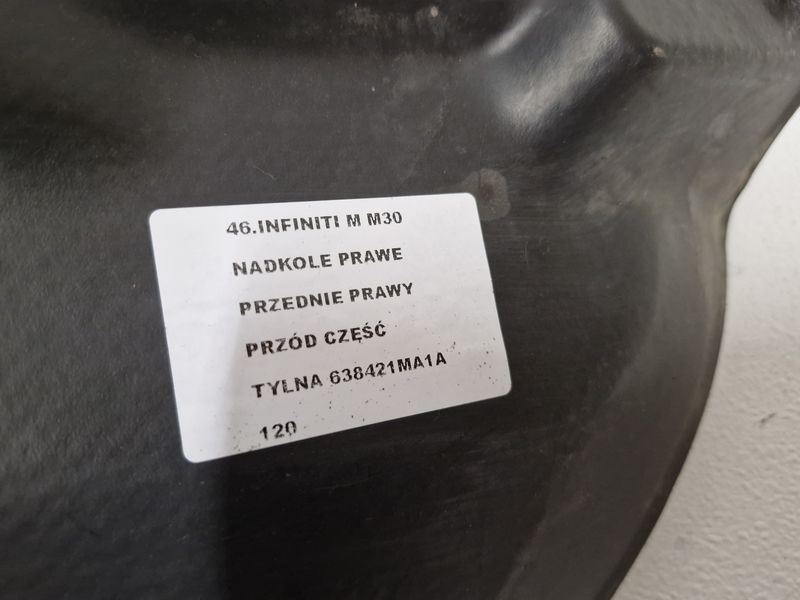 46.INFINITI M M30
NADKOLE PRAWE
PRZEDNIE PRAWY
PRZÓD CZĘŚĆ
TYLNA 638421MA1A
120